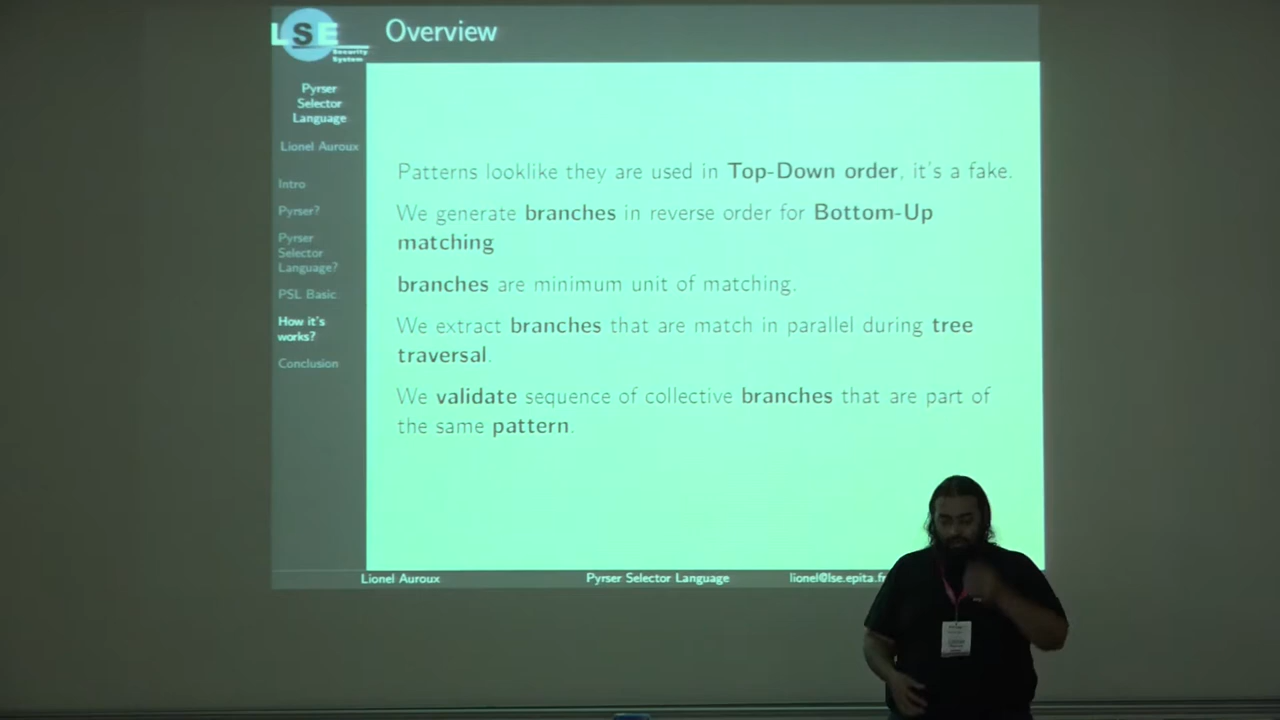 LSE
Security
System
Overview
Pyrser
Selector
Language
Lionel Auroux
Intro
Pyrser?
Pyrser
Selector
Language?
PSL Basic
How it's
works?
Conclusion
Patterns looklike they are used in Top-Down order, it's a fake.
We generate branches in reverse order for Bottom-Up
matching
branches are minimum unit of matching.
We extract branches that are match in parallel during tree
traversal.
We validate sequence of collective branches that are part of
the same pattern.
Lionel Auroux
Pyrser Selector Language
lionel@lse.epita.fr